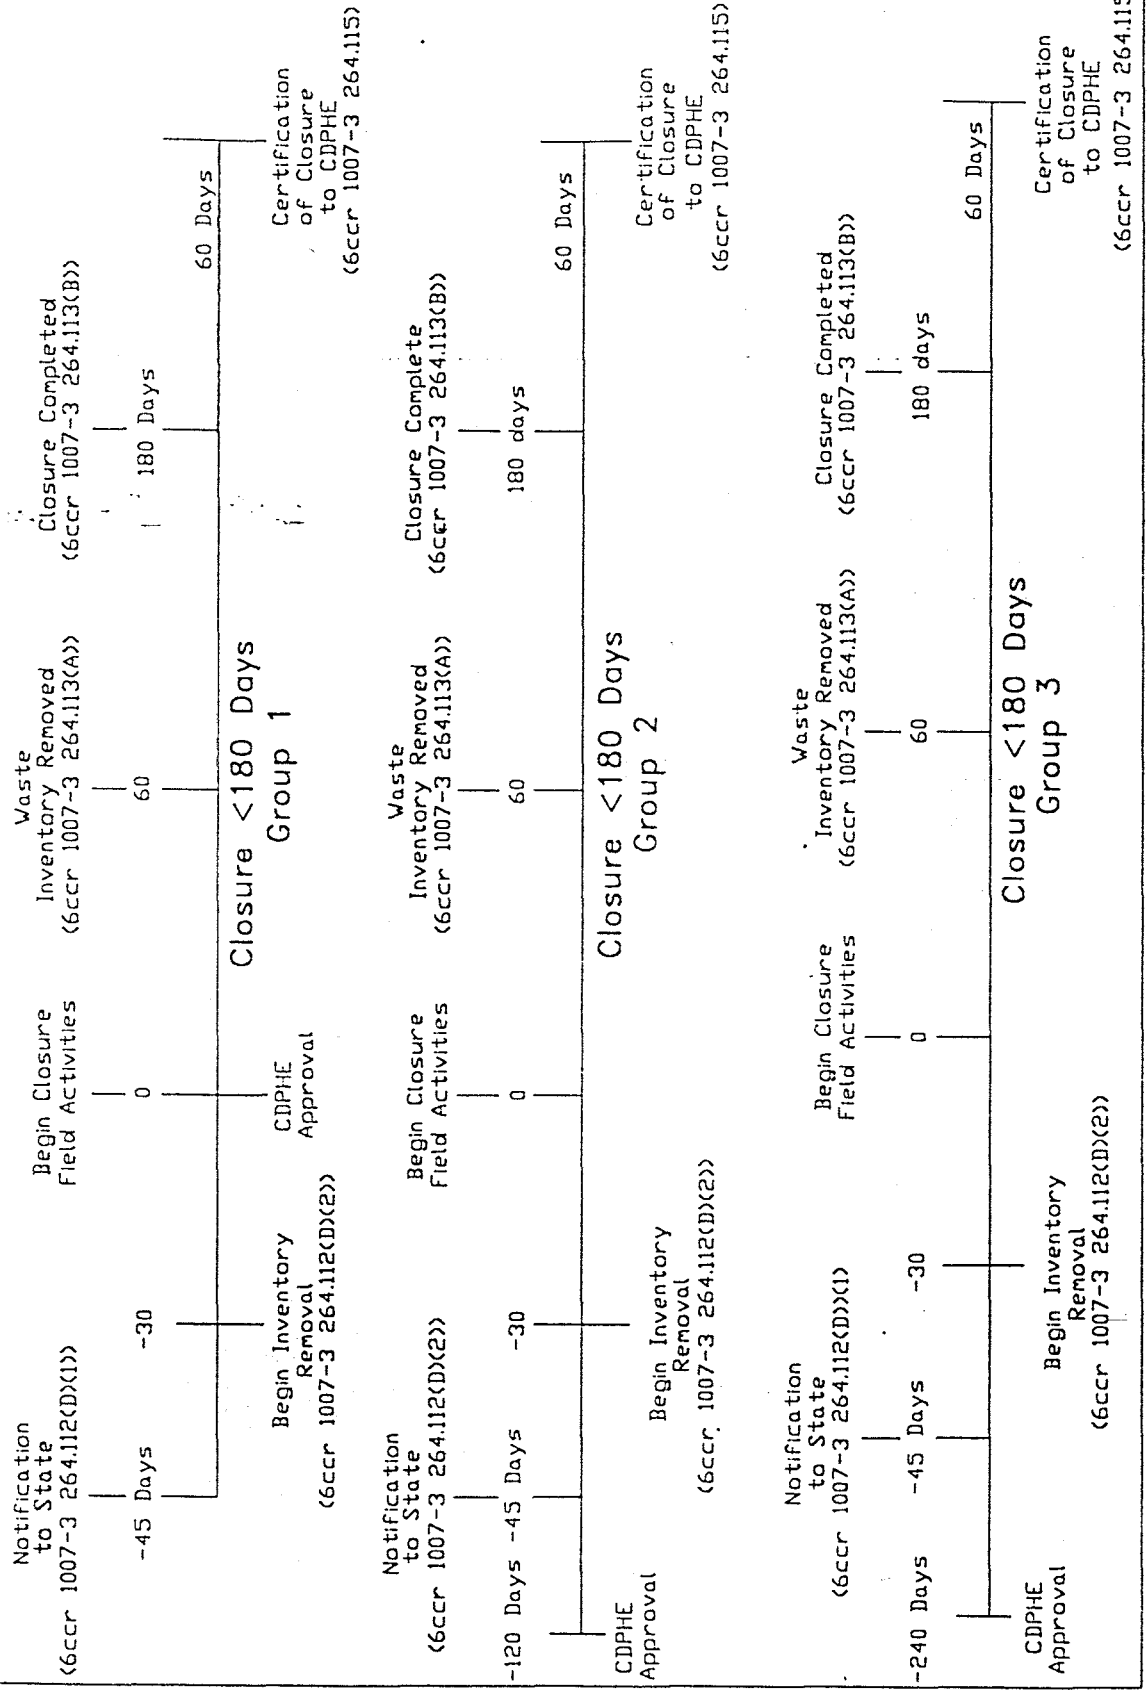 Notification
to State
(6ccr 1007-3 264.112(D)(1))
Begin Closure
Field Activities
Waste
Inventory Removed
(6ccr 1007-3 264.113(A))
Closure Completed
(6ccr 1007-3 264.113(B))
-45 Days
-30
0
60
180 Days
60 Days
Begin Inventory
Removal
(6ccr 1007-3 264.112(D)(2))
CDPHE
Approval
Closure <180 Days
Group 1
Certification
of Closure
to CDPHE
(6ccr 1007-3 264.115)
Notification
to State
(6ccr 1007-3 264.112(D)(2))
Begin Closure
Field Activities
Waste
Inventory Removed
(6ccr 1007-3 264.113(A))
Closure Complete
(6ccr 1007-3 264.113(B))
-120 Days
-45 Days
-30
0
60
180 days
60 Days
CDPHE
Approval
Begin Inventory
Removal
(6ccr, 1007-3 264.112(D)(2))
Closure <180 Days
Group 2
Certification
of Closure
to CDPHE
(6ccr 1007-3 264.115)
Notification
to State
(6ccr 1007-3 264.112(D))(1)
Begin Closure
Field Activities
Waste
Inventory Removed
(6ccr 1007-3 264.113(A))
Closure Completed
(6ccr 1007-3 264.113(B))
-240 Days
-45 Days
-30
0
60
180 days
60 Days
CDPHE
Approval
Begin Inventory
Removal
(6ccr 1007-3 264.112(D)(2))
Closure <180 Days
Group 3
Certification
of Closure
to CDPHE
(6ccr 1007-3 264.115